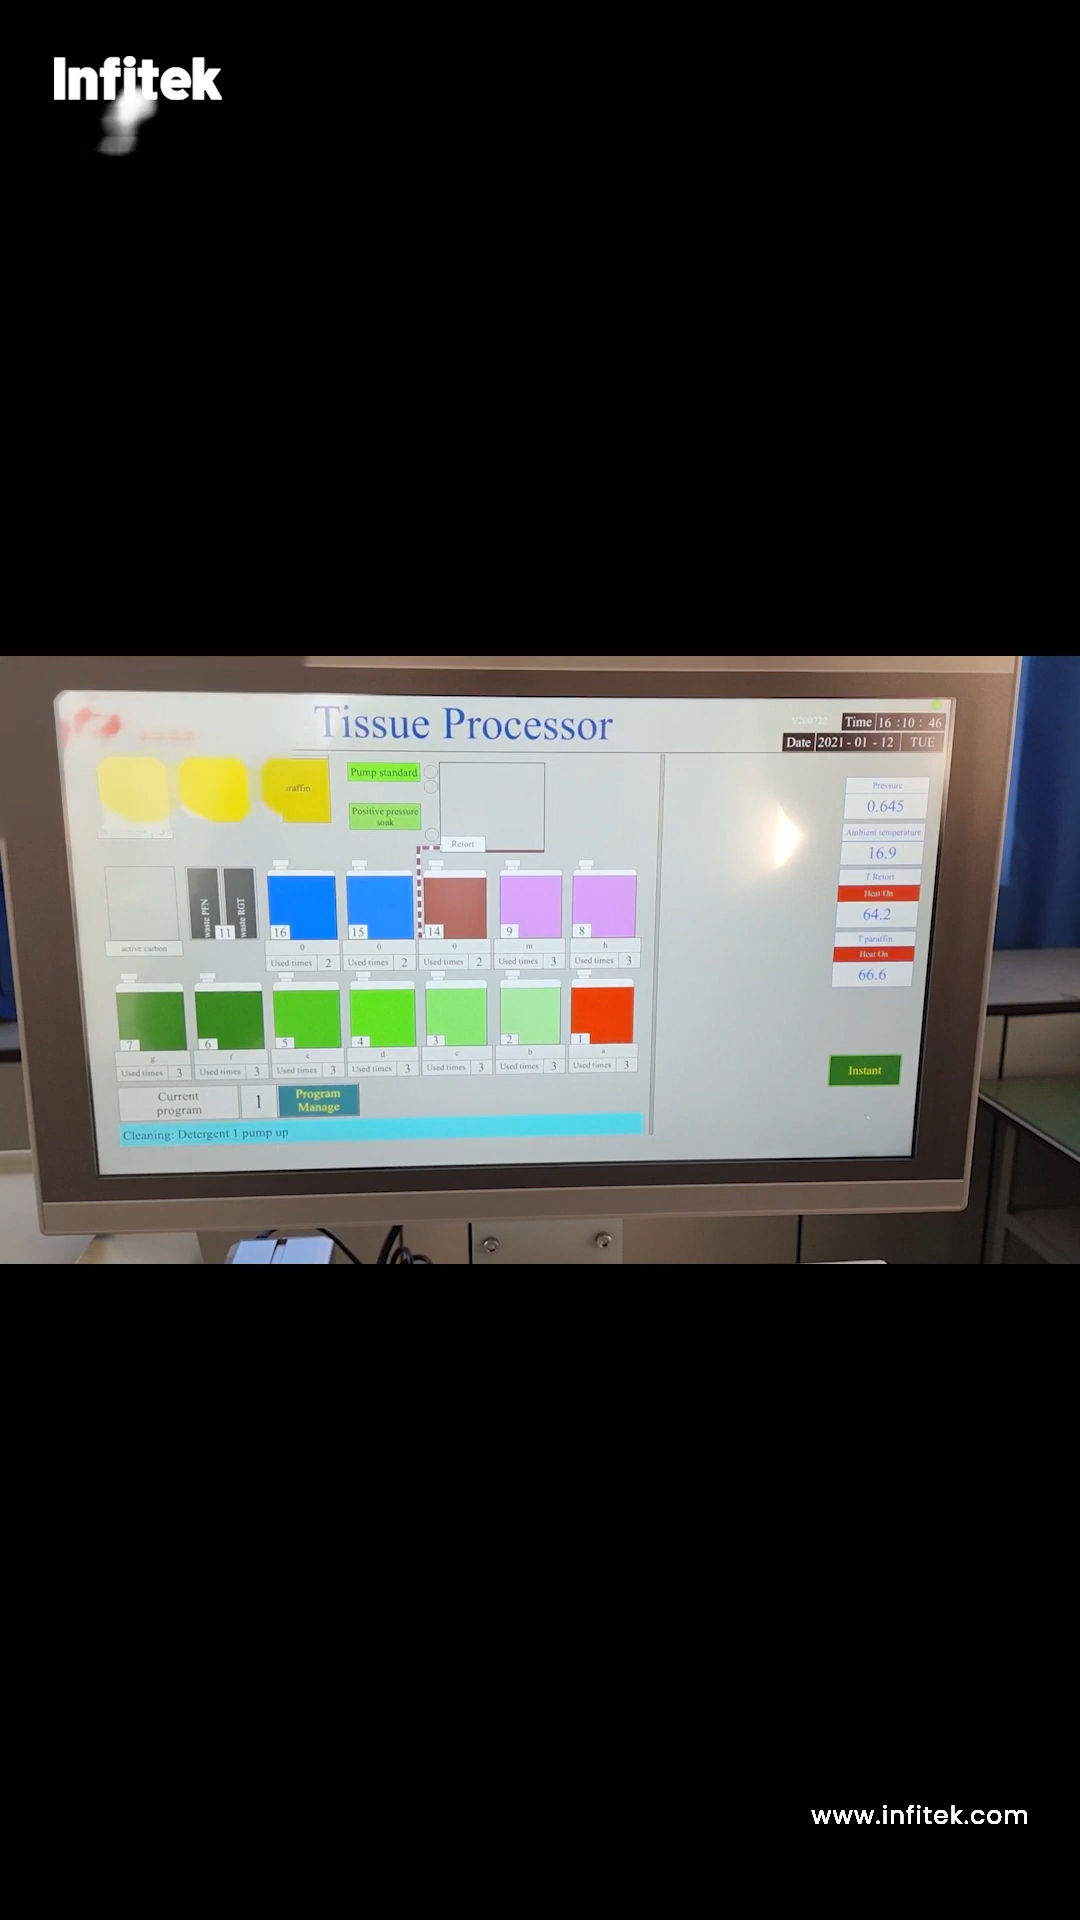 Infitek
Tissue Processor
V200722
Time 16 :10 : 46
Date 2021 - 01 - 12 TUE
Pump standard
Positive pressure
soak
Retort
Pressure
0.645
Ambient temperature
16.9
T Retort
Heat On
64.2
T paraffin
Heat On
66.6
active carbon
waste PFN
11
waste RGT
16
15
14
9
8
0
0
0
m
h
Used times 2
Used times 2
Used times 2
Used times 3
Used times 3
7
6
5
4
3
2
1
g
f
e
d
c
b
a
Used times 3
Used times 3
Used times 3
Used times 3
Used times 3
Used times 3
Used times 3
Instant
Current
program
1
Program
Manage
Cleaning: Detergent 1 pump up
www.infitek.com